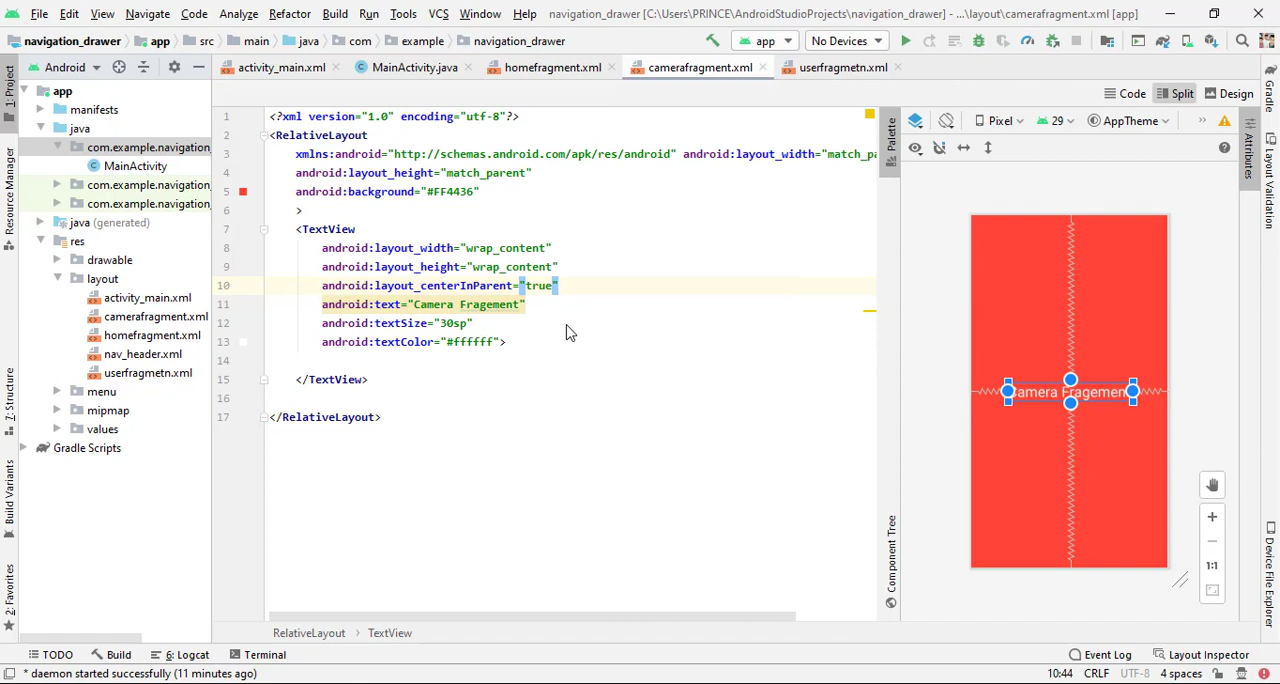 File Edit View Navigate Code Analyze Refactor Build Run Tools VCS Window Help navigation_drawer [C:\Users\PRINCE\AndroidStudioProjects\navigation_drawer] - ...\layout\camerafragment.xml [app]
navigation_drawer app src main java com example navigation_drawer app No Devices
Android activity_main.xml MainActivity.java homefragment.xml camerafragment.xml userfragmetn.xml
Code Split Design
1: Project
Resource Manager
7: Structure
Build Variants
2: Favorites
app
manifests
java
com.example.navigation_
MainActivity
com.example.navigation_
com.example.navigation_
java (generated)
res
drawable
layout
activity_main.xml
camerafragment.xml
homefragment.xml
nav_header.xml
userfragmetn.xml
menu
mipmap
values
Gradle Scripts
1 <?xml version="1.0" encoding="utf-8"?>
2 <RelativeLayout
3 xmlns:android="http://schemas.android.com/apk/res/android" android:layout_width="match_pa
4 android:layout_height="match_parent"
5 android:background="#FF4436"
6 >
7 <TextView
8 android:layout_width="wrap_content"
9 android:layout_height="wrap_content"
10 android:layout_centerInParent="true"
11 android:text="Camera Fragement"
12 android:textSize="30sp"
13 android:textColor="#ffffff">
14
15 </TextView>
16
17 </RelativeLayout>
Palette
Component Tree
Pixel 29 AppTheme
Camera Fragement
1:1
Attributes
Gradle
Layout Validation
Device File Explorer
RelativeLayout › TextView
TODO Build 6: Logcat Terminal Event Log Layout Inspector
* daemon started successfully (11 minutes ago) 10:44 CRLF UTF-8 4 spaces